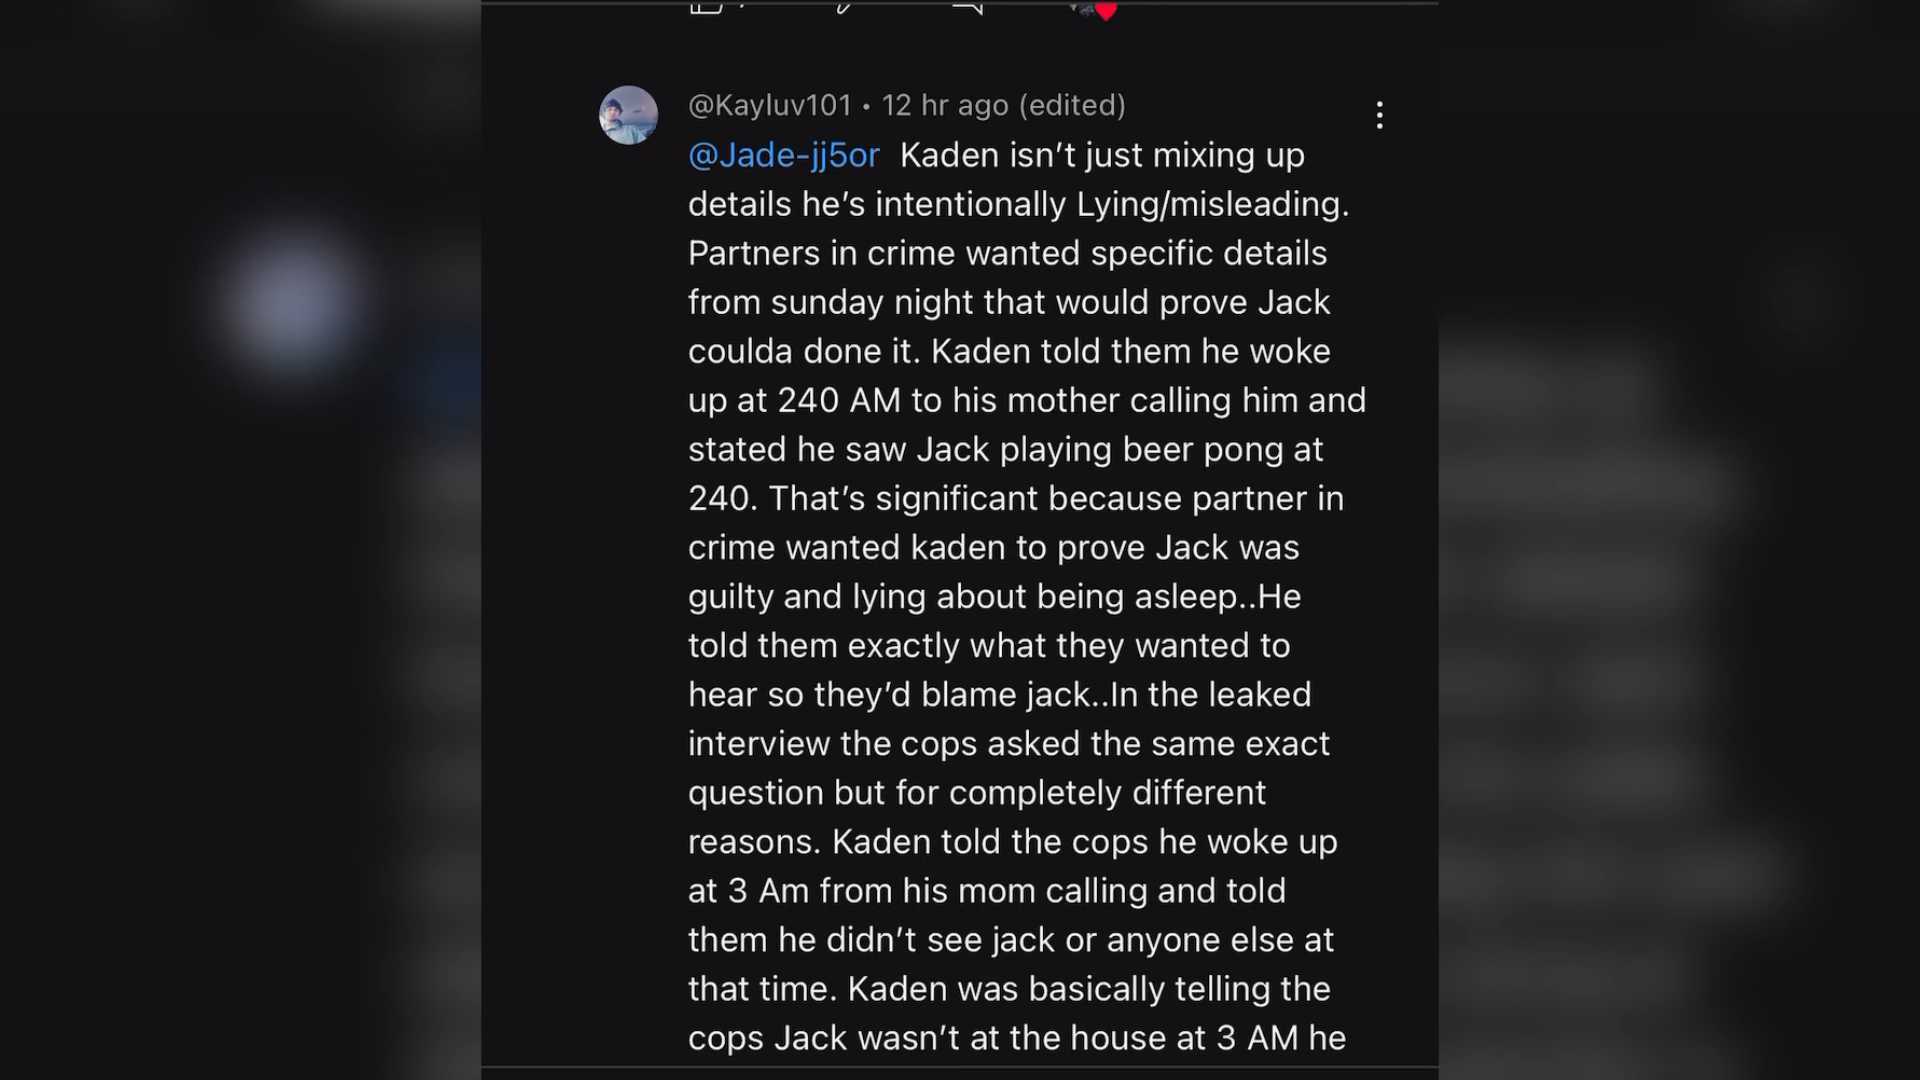 @Kayluv101 • 12 hr ago (edited)
@Jade-jj5or Kaden isn’t just mixing up
details he’s intentionally Lying/misleading.
Partners in crime wanted specific details
from sunday night that would prove Jack
coulda done it. Kaden told them he woke
up at 240 AM to his mother calling him and
stated he saw Jack playing beer pong at
240. That’s significant because partner in
crime wanted kaden to prove Jack was
guilty and lying about being asleep..He
told them exactly what they wanted to
hear so they’d blame jack..In the leaked
interview the cops asked the same exact
question but for completely different
reasons. Kaden told the cops he woke up
at 3 Am from his mom calling and told
them he didn’t see jack or anyone else at
that time. Kaden was basically telling the
cops Jack wasn’t at the house at 3 AM he